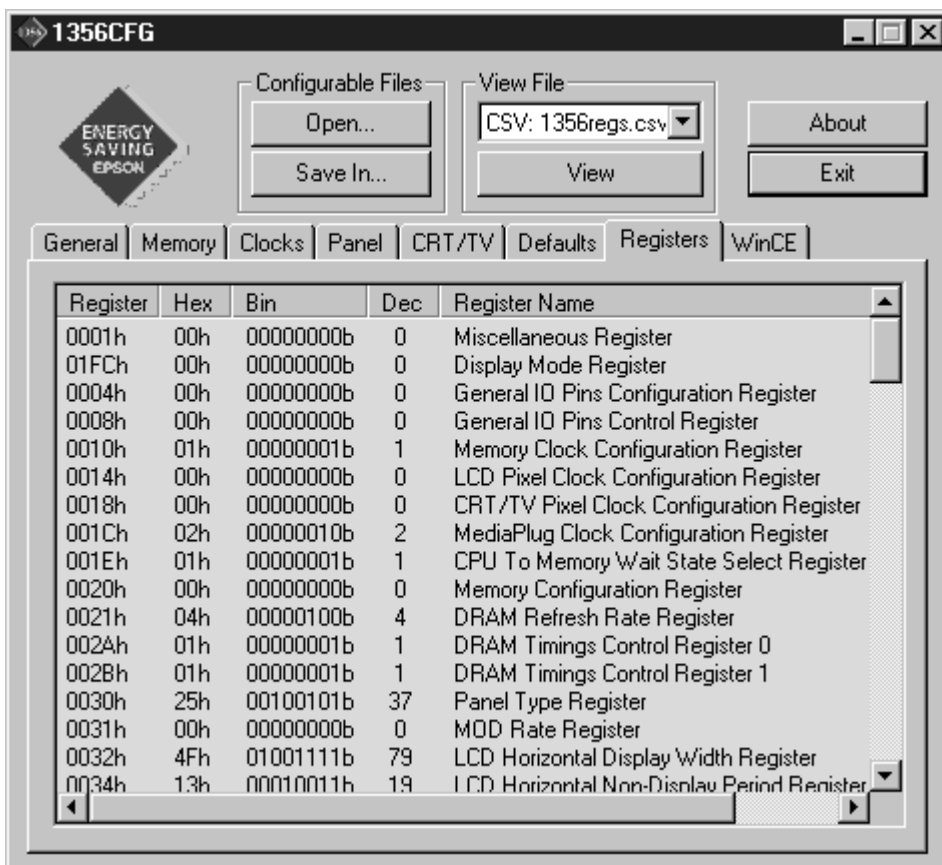 1356CFG
Configurable Files
View File
ENERGY
SAVING
EPSON
Open...
CSV: 1356regs.csv
About
Save In...
View
Exit
General Memory Clocks Panel CRT/TV Defaults Registers WinCE
Register Hex Bin Dec Register Name
0001h 00h 00000000b 0 Miscellaneous Register
01FCh 00h 00000000b 0 Display Mode Register
0004h 00h 00000000b 0 General IO Pins Configuration Register
0008h 00h 00000000b 0 General IO Pins Control Register
0010h 01h 00000001b 1 Memory Clock Configuration Register
0014h 00h 00000000b 0 LCD Pixel Clock Configuration Register
0018h 00h 00000000b 0 CRT/TV Pixel Clock Configuration Register
001Ch 02h 00000010b 2 MediaPlug Clock Configuration Register
001Eh 01h 00000001b 1 CPU To Memory Wait State Select Register
0020h 00h 00000000b 0 Memory Configuration Register
0021h 04h 00000100b 4 DRAM Refresh Rate Register
002Ah 01h 00000001b 1 DRAM Timings Control Register 0
002Bh 01h 00000001b 1 DRAM Timings Control Register 1
0030h 25h 00100101b 37 Panel Type Register
0031h 00h 00000000b 0 MOD Rate Register
0032h 4Fh 01001111b 79 LCD Horizontal Display Width Register
0034h 13h 00010011b 19 LCD Horizontal Non-Display Period Register